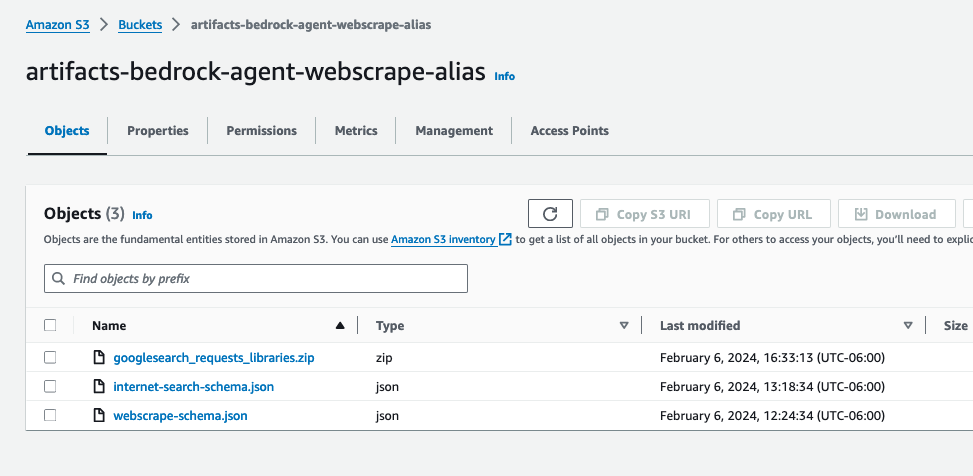 Amazon S3 > Buckets > artifacts-bedrock-agent-webscrape-alias
artifacts-bedrock-agent-webscrape-alias Info
Objects Properties Permissions Metrics Management Access Points
Objects (3) Info Copy S3 URI Copy URL Download
Objects are the fundamental entities stored in Amazon S3. You can use Amazon S3 inventory to get a list of all objects in your bucket. For others to access your objects, you'll need to
Find objects by prefix
Name Type Last modified Size
googlesearch_requests_libraries.zip zip February 6, 2024, 16:33:13 (UTC-06:00)
internet-search-schema.json json February 6, 2024, 13:18:34 (UTC-06:00)
webscrape-schema.json json February 6, 2024, 12:24:34 (UTC-06:00)